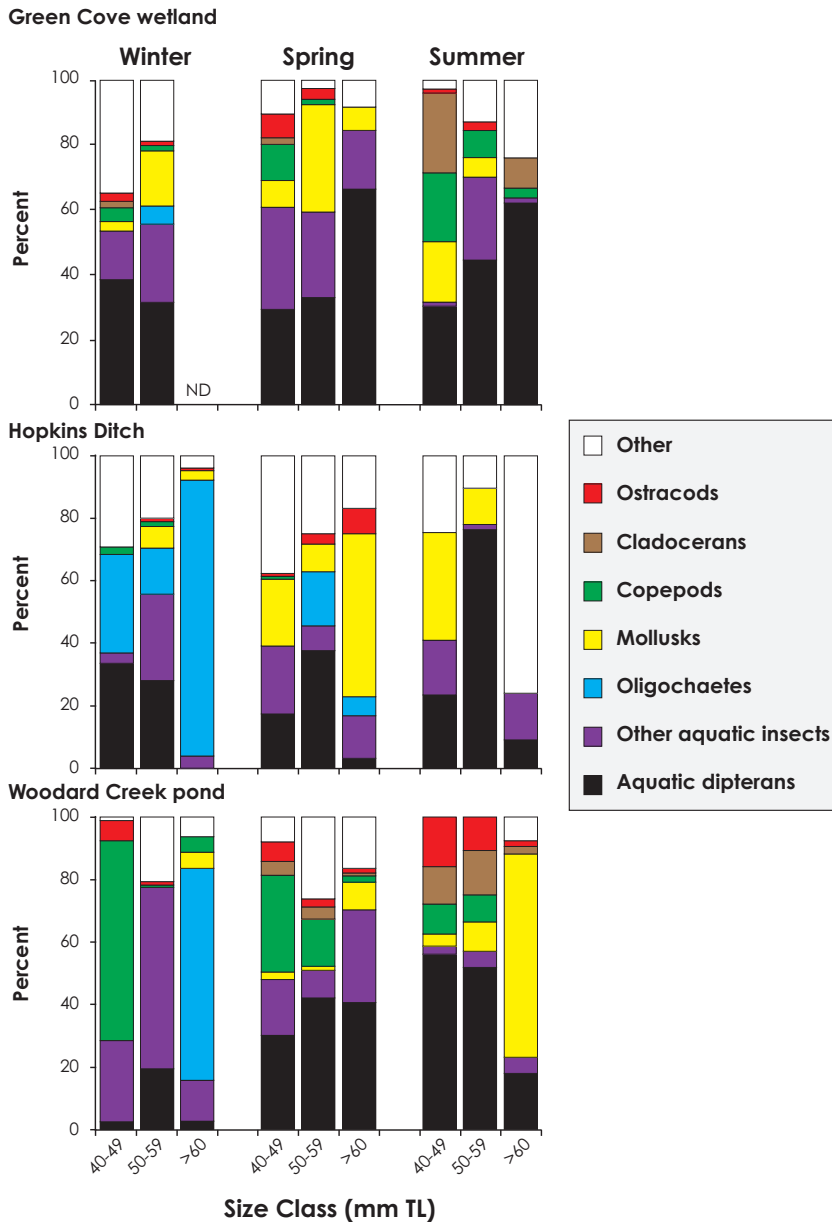 Green Cove wetland
Winter Spring Summer
Percent
100
80
60
40
20
0
ND
Hopkins Ditch
Percent
100
80
60
40
20
0
Woodard Creek pond
Percent
100
80
60
40
20
0
40-49 50-59 >60 40-49 50-59 >60 40-49 50-59 >60
Size Class (mm TL)
Other
Ostracods
Cladocerans
Copepods
Mollusks
Oligochaetes
Other aquatic insects
Aquatic dipterans